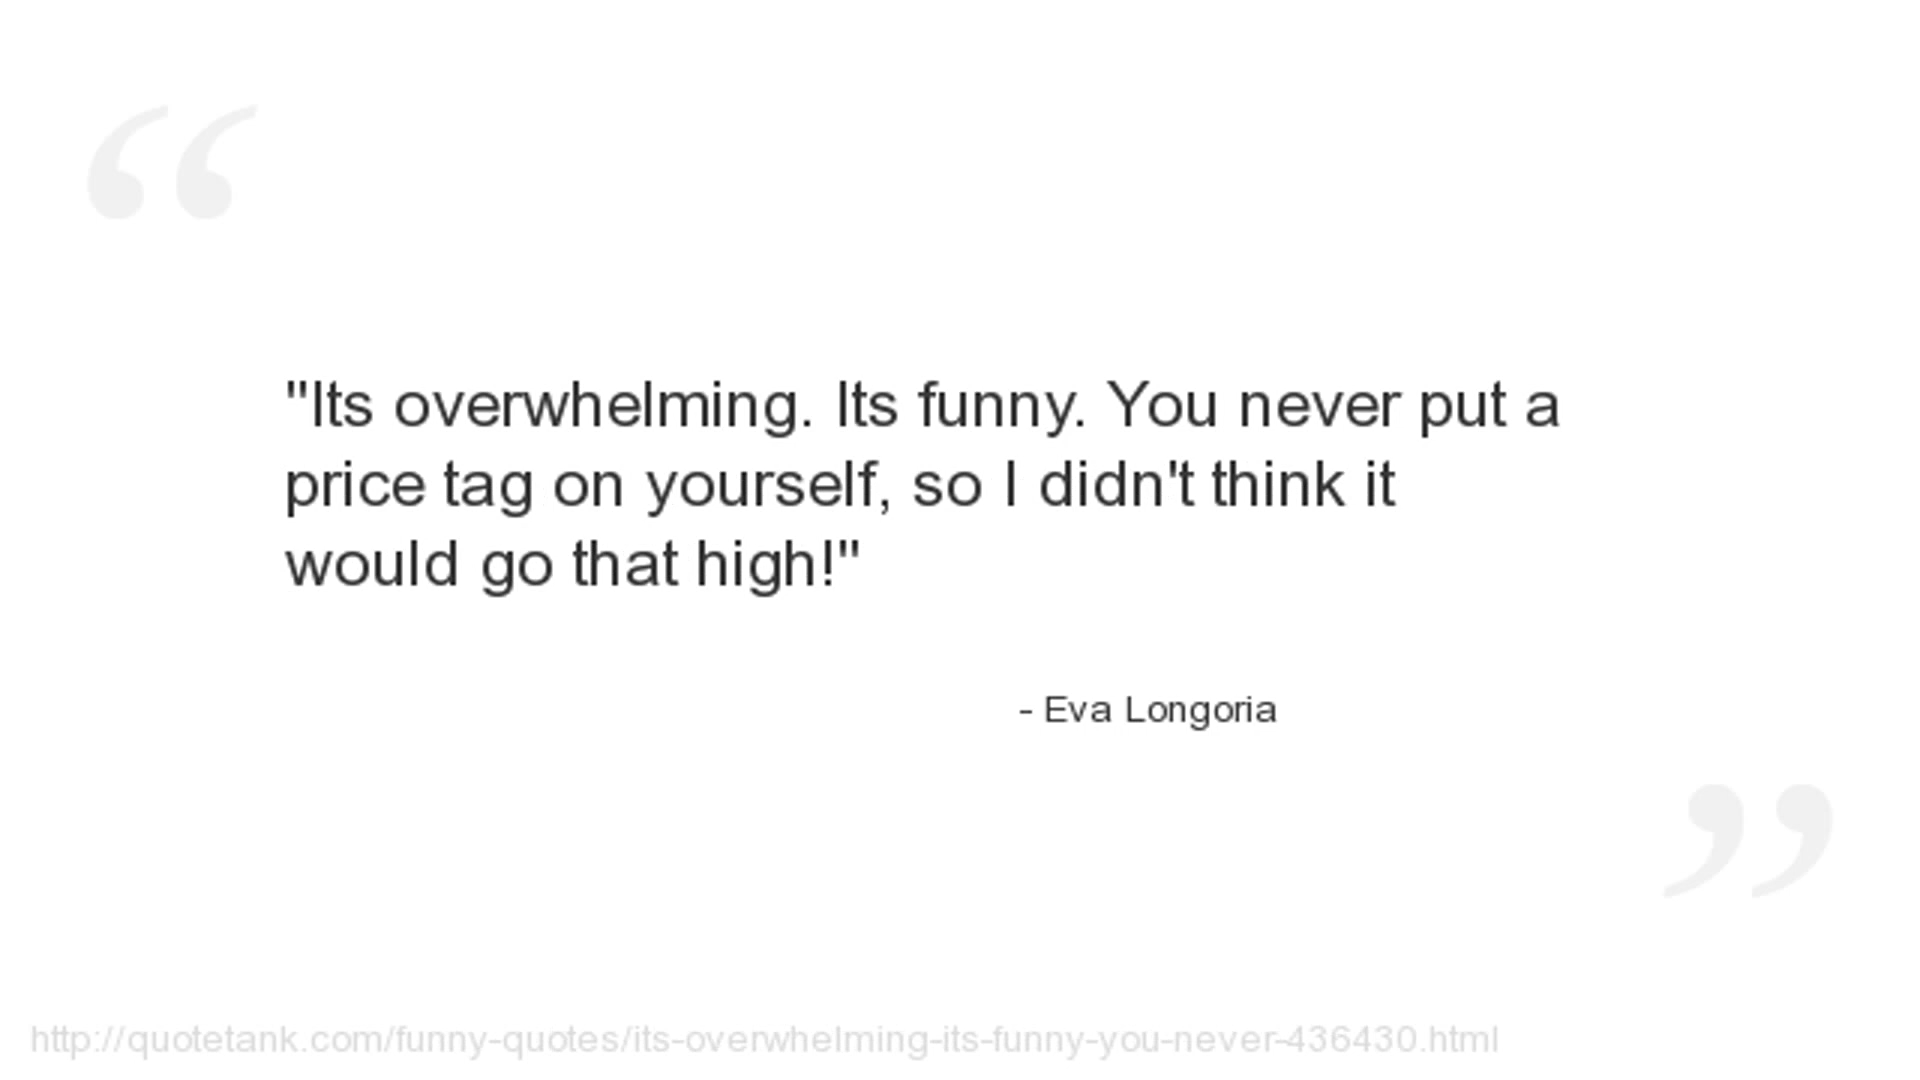 "Its overwhelming. Its funny. You never put a
price tag on yourself, so I didn't think it
would go that high!"
- Eva Longoria
http://quotetank.com/funny-quotes/its-overwhelming-its-funny-you-never-436430.html